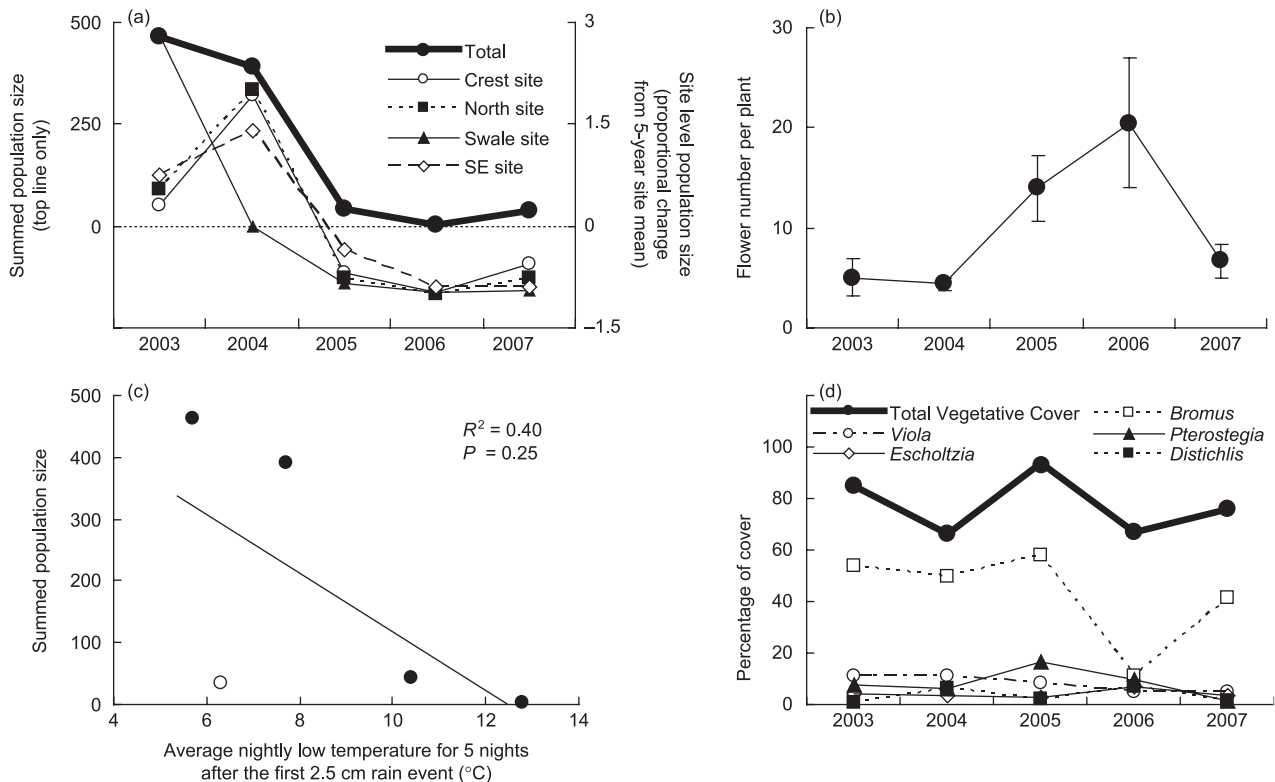 (a)
500
250
0
Summed population size
(top line only)
Total
Crest site
North site
Swale site
SE site
3
1.5
0
–1.5
Site level population size
(proportional change
from 5-year site mean)
2003 2004 2005 2006 2007
(b)
30
20
10
0
Flower number per plant
2003 2004 2005 2006 2007
(c)
500
400
300
200
100
0
Summed population size
R² = 0.40
P = 0.25
4 6 8 10 12 14
Average nightly low temperature for 5 nights
after the first 2.5 cm rain event (°C)
(d)
Total Vegetative Cover
Viola
Escholtzia
Bromus
Pterostegia
Distichlis
100
80
60
40
20
0
Percentage of cover
2003 2004 2005 2006 2007